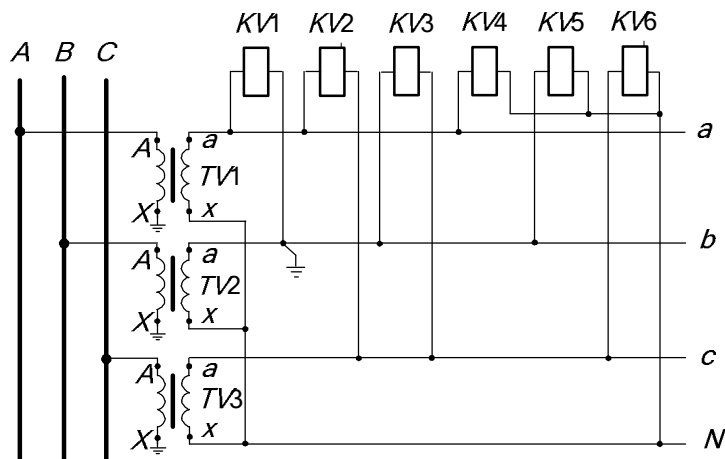 KV1 KV2 KV3 KV4 KV5 KV6
A B C
a
A a
TV1
X x
b
A a
TV2
X x
c
A a
TV3
X x
N